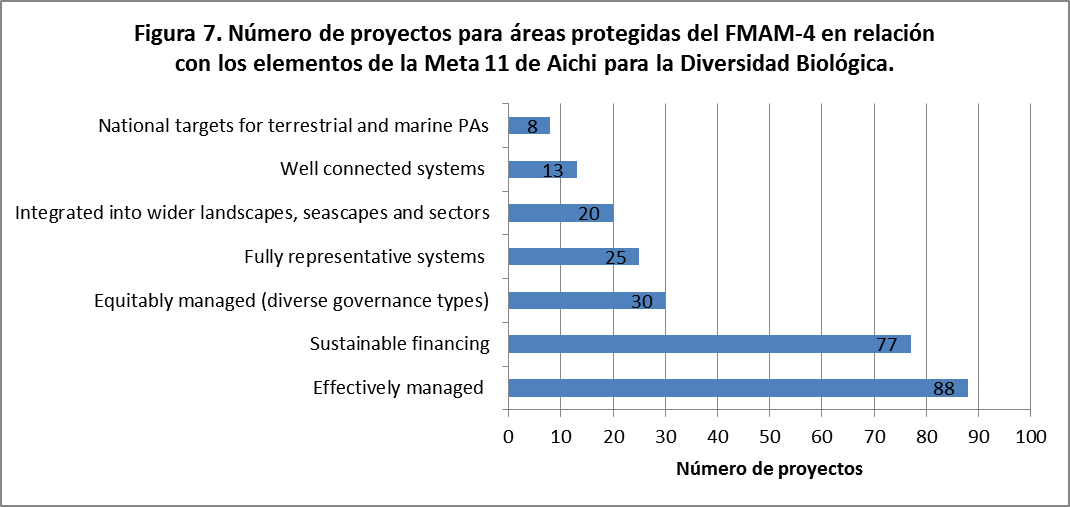 Figura 7. Número de proyectos para áreas protegidas del FMAM-4 en relación
con los elementos de la Meta 11 de Aichi para la Diversidad Biológica.
National targets for terrestrial and marine PAs 8
Well connected systems 13
Integrated into wider landscapes, seascapes and sectors 20
Fully representative systems 25
Equitably managed (diverse governance types) 30
Sustainable financing 77
Effectively managed 88
0 10 20 30 40 50 60 70 80 90 100
Número de proyectos